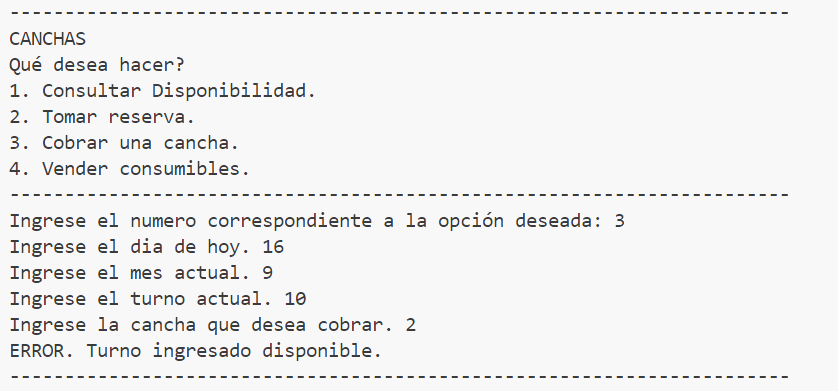 -----------------------------------------------------------------------
CANCHAS
Qué desea hacer?
1. Consultar Disponibilidad.
2. Tomar reserva.
3. Cobrar una cancha.
4. Vender consumibles.
-----------------------------------------------------------------------
Ingrese el numero correspondiente a la opción deseada: 3
Ingrese el dia de hoy. 16
Ingrese el mes actual. 9
Ingrese el turno actual. 10
Ingrese la cancha que desea cobrar. 2
ERROR. Turno ingresado disponible.
-----------------------------------------------------------------------